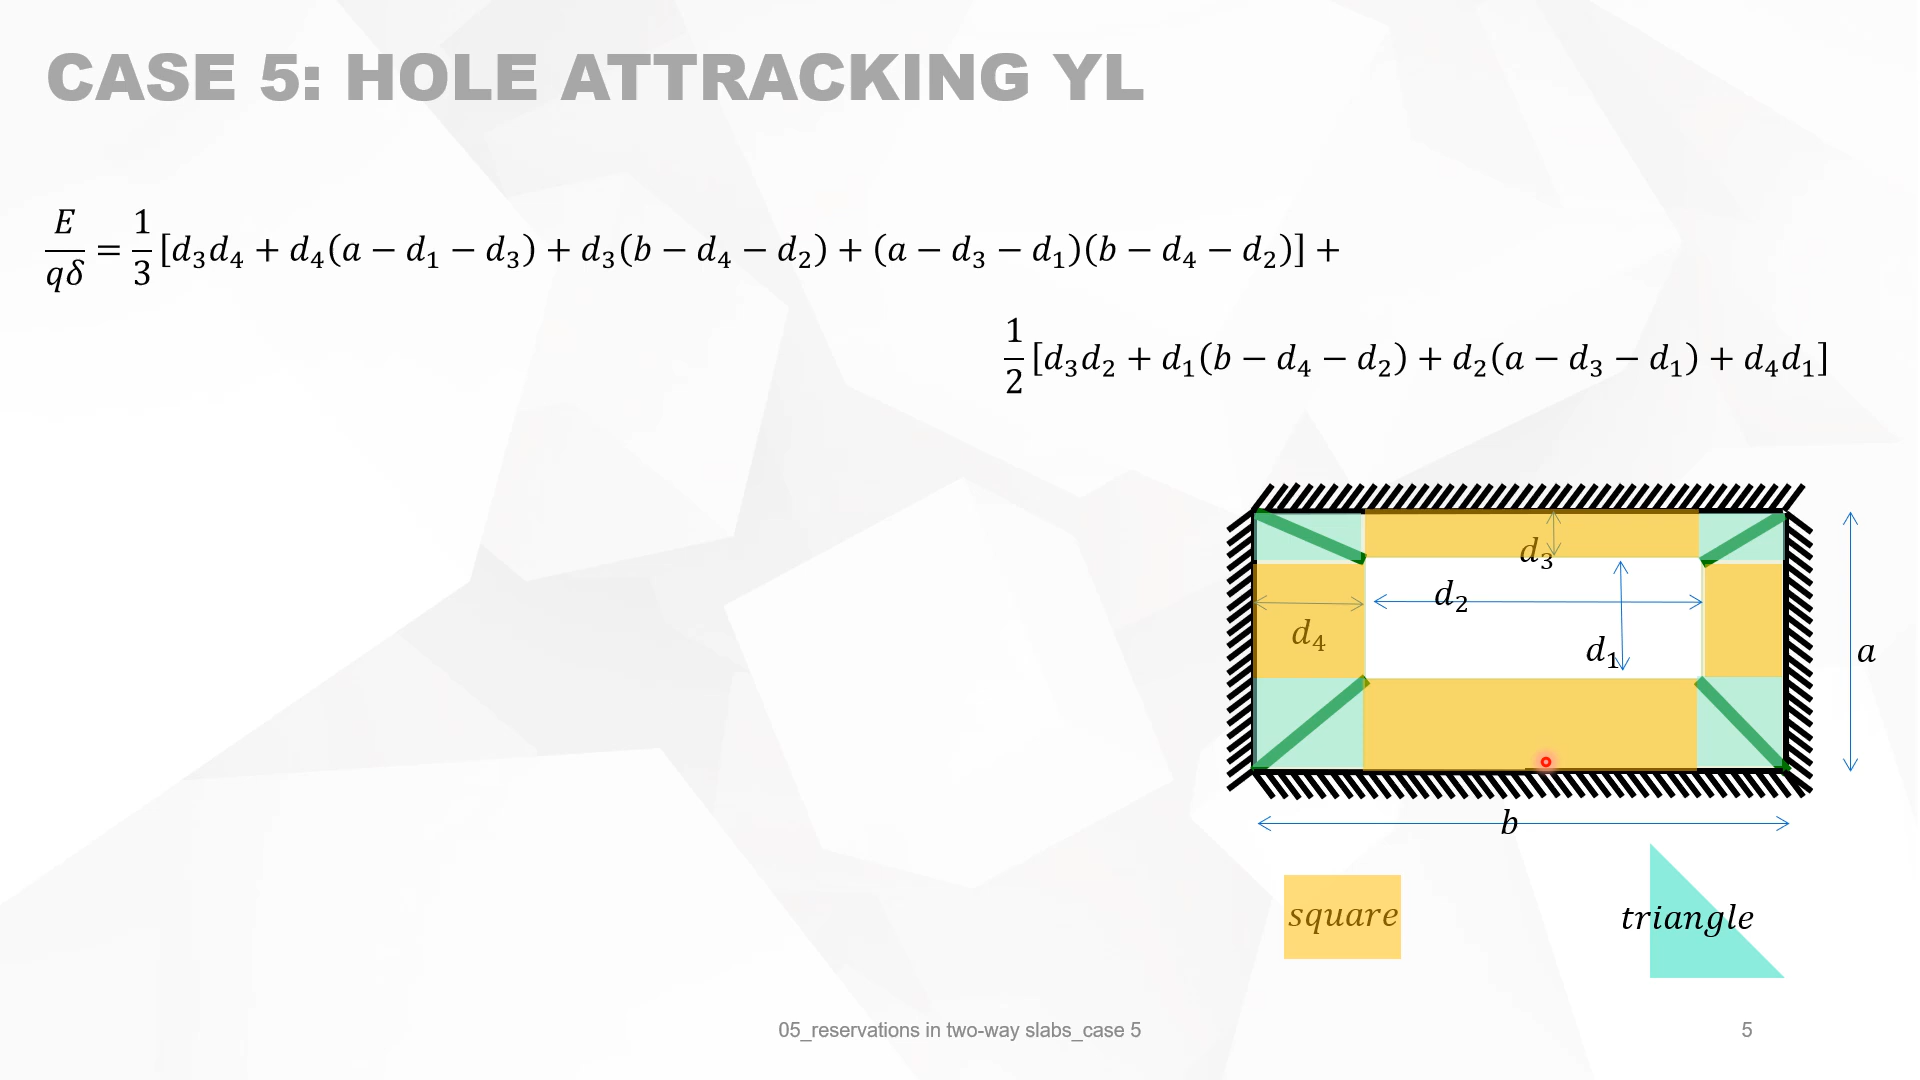 CASE 5: HOLE ATTRACKING YL
E/qδ = 1/3 [d₃d₄ + d₄(a − d₁ − d₃) + d₃(b − d₄ − d₂) + (a − d₃ − d₁)(b − d₄ − d₂)] +
1/2 [d₃d₂ + d₁(b − d₄ − d₂) + d₂(a − d₃ − d₁) + d₄d₁]
d₃
d₂
d₄
d₁
a
b
square
triangle
05_reservations in two-way slabs_case 5
5